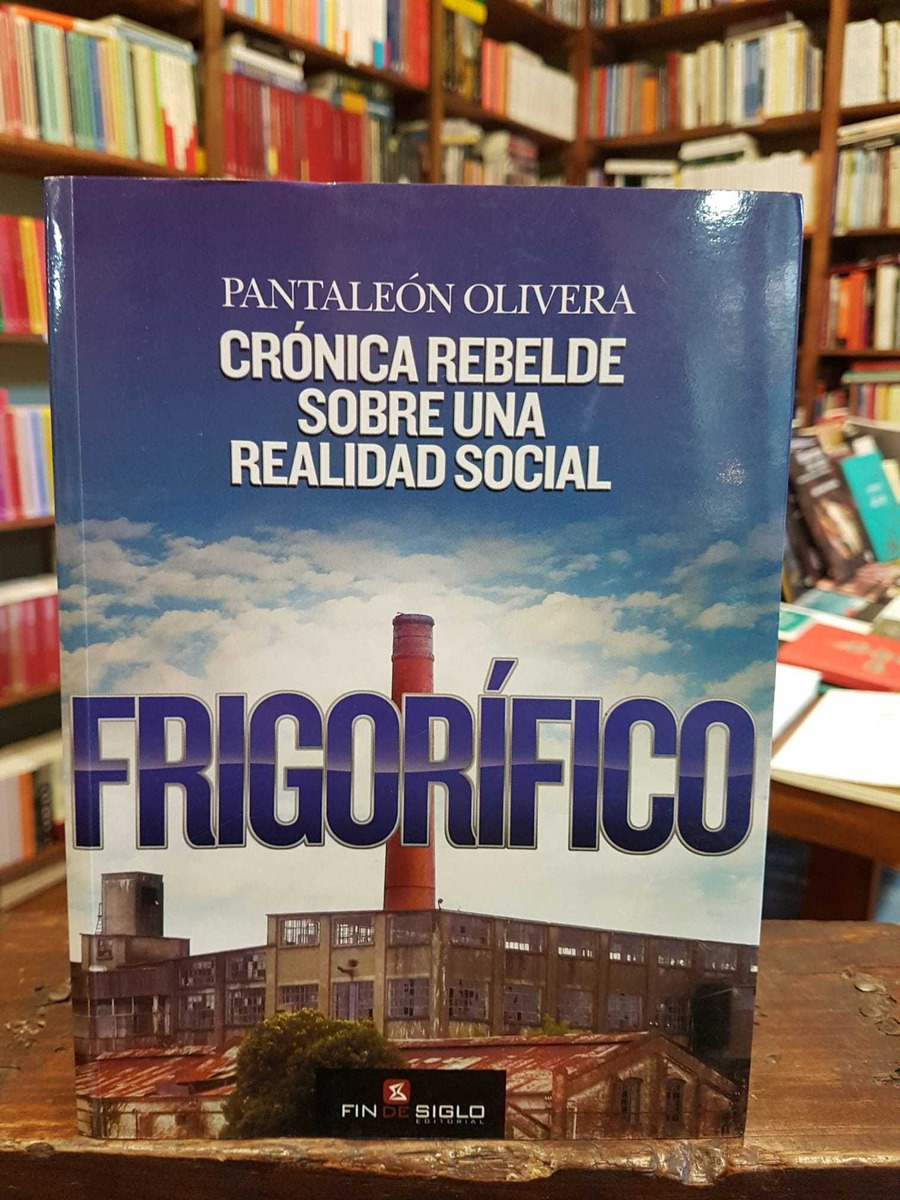 PANTALEÓN OLIVERA
CRÓNICA REBELDE
SOBRE UNA
REALIDAD SOCIAL
FRIGORÍFICO
FIN DE SIGLO
EDITORIAL